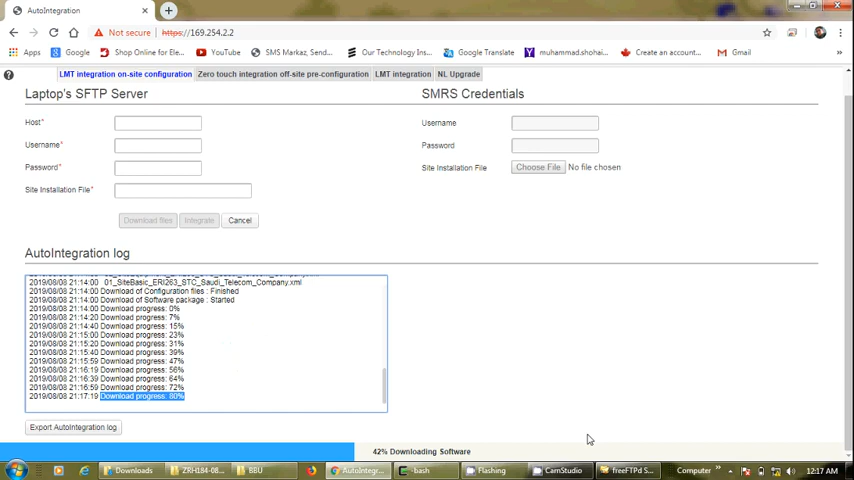 AutoIntegration
Not secure https://169.254.2.2
Apps Google Shop Online for Ele... YouTube SMS Markaz, Send... Our Technology Ins... Google Translate muhammad.shohai... Create an account... Gmail
LMT integration on-site configuration Zero touch integration off-site pre-configuration LMT integration NL Upgrade
Laptop's SFTP Server SMRS Credentials
Host* Username
Username* Password
Password* Site Installation File Choose File No file chosen
Site Installation File*
Download files Integrate Cancel
AutoIntegration log
2019/08/08 21:14:00 01_SiteBasic_ERI263_STC_Saudi_Telecom_Company.xml
2019/08/08 21:14:00 Download of Configuration files : Finished
2019/08/08 21:14:00 Download of Software package : Started
2019/08/08 21:14:00 Download progress: 0%
2019/08/08 21:14:20 Download progress: 7%
2019/08/08 21:14:40 Download progress: 15%
2019/08/08 21:15:00 Download progress: 23%
2019/08/08 21:15:20 Download progress: 31%
2019/08/08 21:15:40 Download progress: 39%
2019/08/08 21:15:59 Download progress: 47%
2019/08/08 21:16:19 Download progress: 56%
2019/08/08 21:16:39 Download progress: 64%
2019/08/08 21:16:59 Download progress: 72%
2019/08/08 21:17:19 Download progress: 80%
Export AutoIntegration log
42% Downloading Software
Downloads ZRH184-08... BBU AutoIntegr... -bash Flashing CamStudio freeFTPd S... Computer 12:17 AM